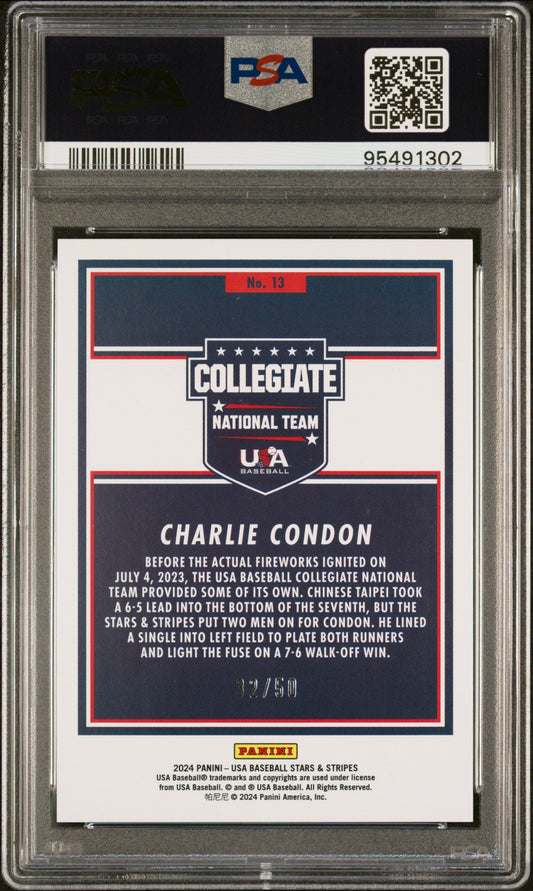 PSA
PSA
95491302
No. 13
COLLEGIATE
NATIONAL TEAM
USA
BASEBALL
CHARLIE CONDON
BEFORE THE ACTUAL FIREWORKS IGNITED ON
JULY 4, 2023, THE USA BASEBALL COLLEGIATE NATIONAL
TEAM PROVIDED SOME OF ITS OWN. CHINESE TAIPEI TOOK
A 6-5 LEAD INTO THE BOTTOM OF THE SEVENTH, BUT THE
STARS & STRIPES PUT TWO MEN ON FOR CONDON. HE LINED
A SINGLE INTO LEFT FIELD TO PLATE BOTH RUNNERS
AND LIGHT THE FUSE ON A 7-6 WALK-OFF WIN.
32/50
PANINI
2024 PANINI – USA BASEBALL STARS & STRIPES
USA Baseball® trademarks and copyrights are used under license
from USA Baseball. © and ® USA Baseball. All Rights Reserved.
帕尼尼 © 2024 Panini America, Inc.
PSA